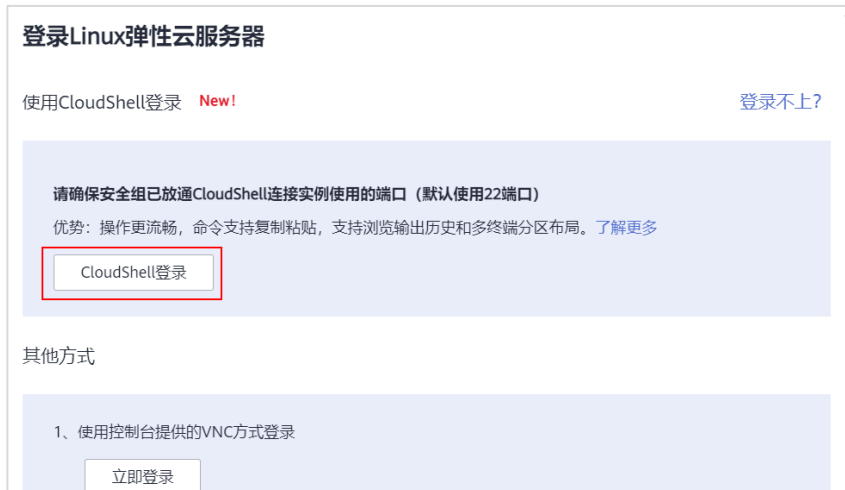 登录Linux弹性云服务器
使用CloudShell登录 New!
登录不上?
请确保安全组已放通CloudShell连接实例使用的端口（默认使用22端口）
优势：操作更流畅，命令支持复制粘贴，支持浏览输出历史和多终端分区布局。了解更多
CloudShell登录
其他方式
1、使用控制台提供的VNC方式登录
立即登录